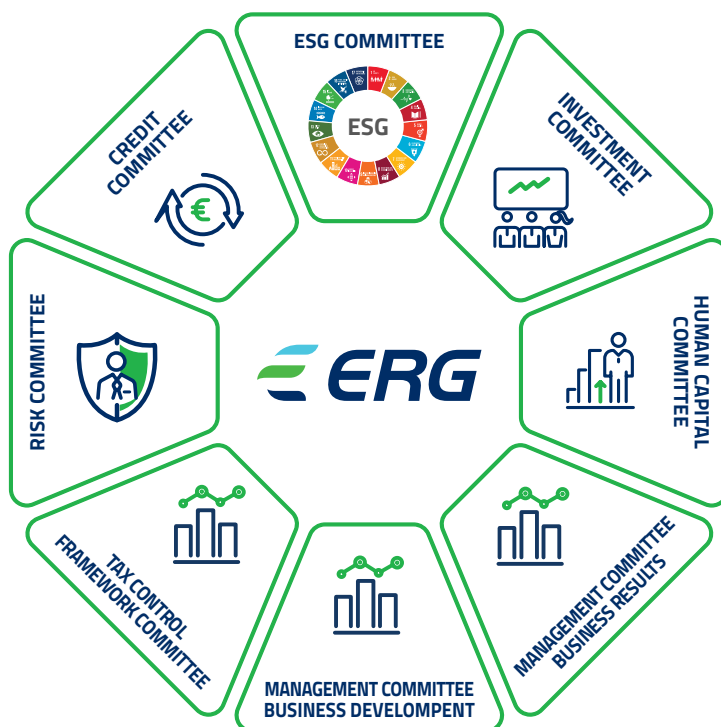 ESG COMMITTEE
ESG
INVESTMENT
COMMITTEE
HUMAN CAPITAL
COMMITTEE
MANAGEMENT COMMITTEE
BUSINESS RESULTS
MANAGEMENT COMMITTEE
BUSINESS DEVELOMPENT
TAX CONTROL
FRAMEWORK COMMITTEE
RISK COMMITTEE
CREDIT
COMMITTEE
€
ERG